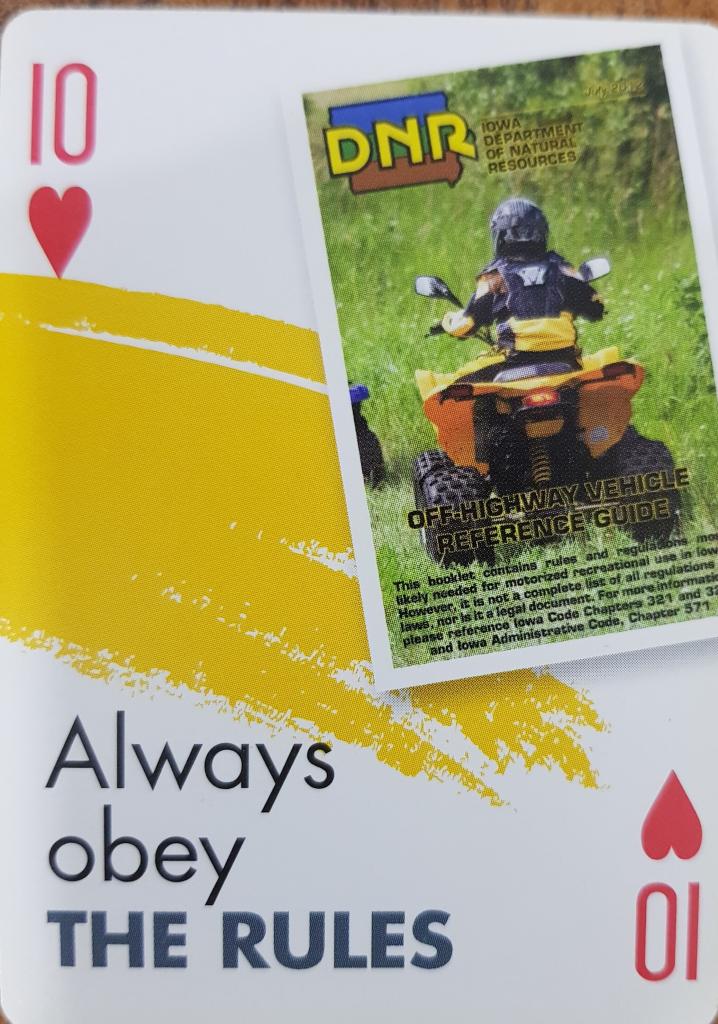 10
July 2012
DNR
IOWA
DEPARTMENT
OF NATURAL
RESOURCES
OFF-HIGHWAY VEHICLE
REFERENCE GUIDE
This booklet contains rules and regulations
likely needed for motorized recreational use in
However, it is not a complete list of all regulations
laws, nor is it a legal document. For more
please reference Iowa Code Chapters 321 and
and Iowa Administrative Code, Chapter 571
Always
obey
THE RULES
10